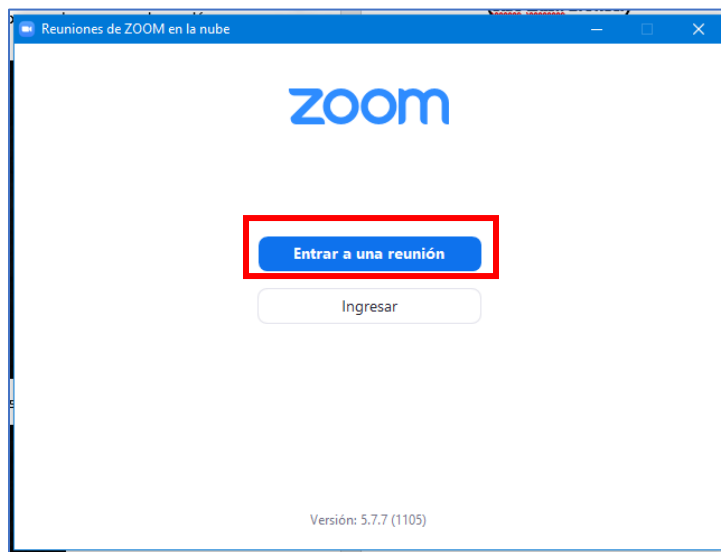 Reuniones de ZOOM en la nube
zoom
Entrar a una reunión
Ingresar
Versión: 5.7.7 (1105)